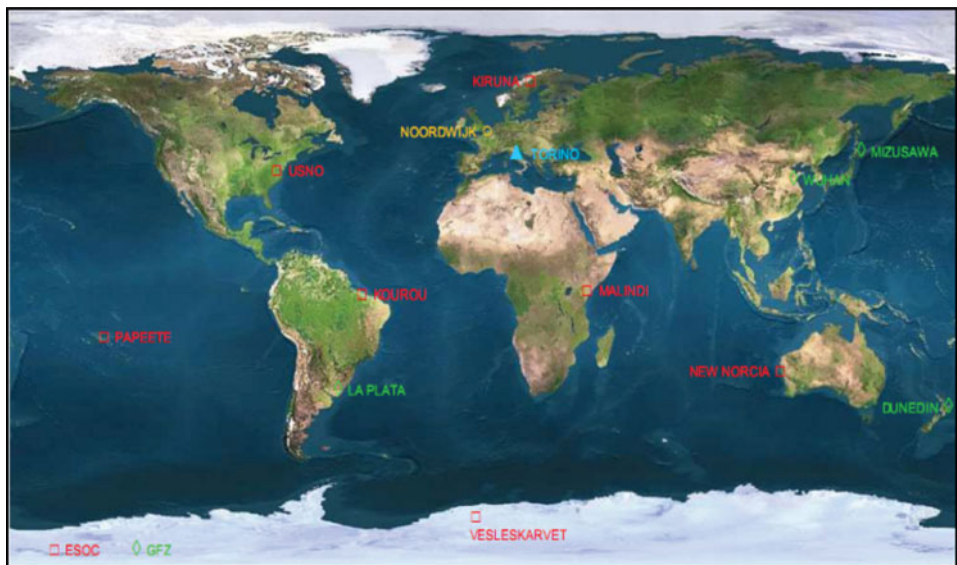 KIRUNA
NOORDWIJK
TORINO
MIZUSAWA
USNO
WUHAN
KOUROU
MALINDI
PAPEETE
NEW NORCIA
LA PLATA
DUNEDIN
VESLESKARVET
ESOC GFZ